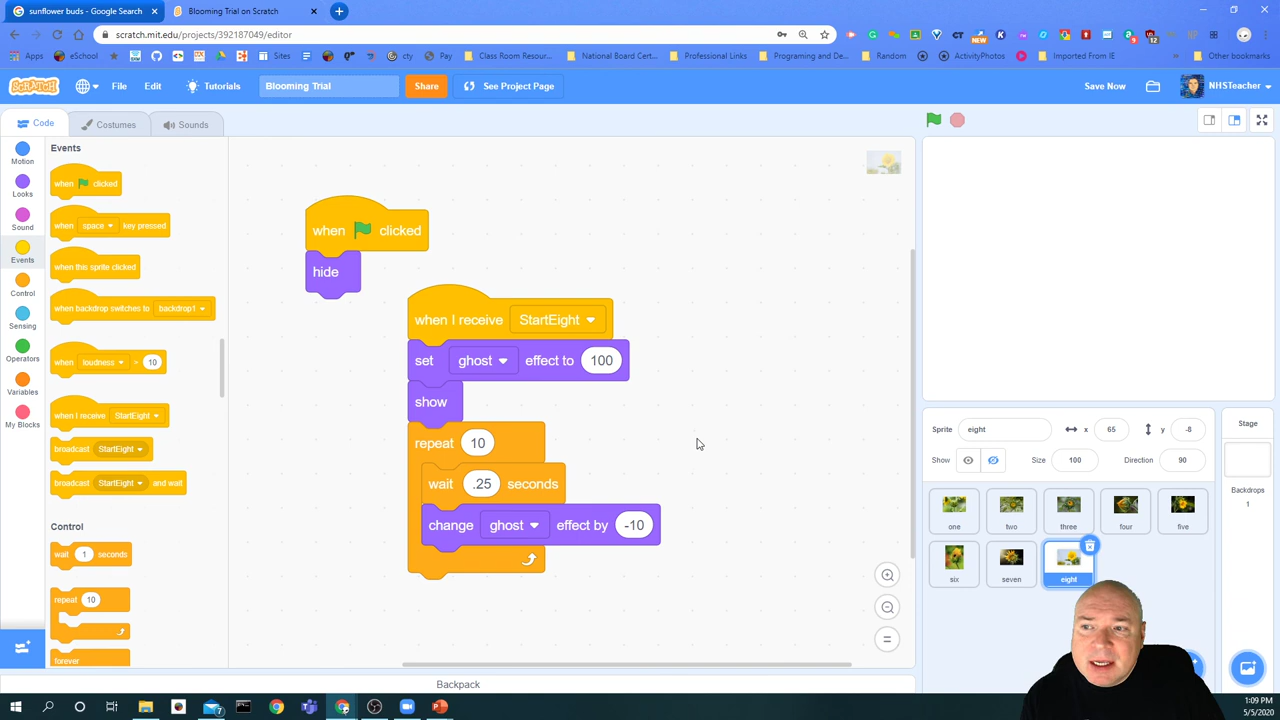 sunflower buds - Google Search
Blooming Trial on Scratch
scratch.mit.edu/projects/392187049/editor
Apps
eSchool
Sites
cty
Pay
Class Room Resour...
National Board Cert...
Professional Links
Programing and De...
Random
ActivityPhotos
Imported From IE
Other bookmarks
SCRATCH
File
Edit
Tutorials
Blooming Trial
Share
See Project Page
Save Now
NHSTeacher
Code
Costumes
Sounds
Motion
Looks
Sound
Events
Control
Sensing
Operators
Variables
My Blocks
Events
when clicked
when space key pressed
when this sprite clicked
when backdrop switches to backdrop1
when loudness > 10
when I receive StartEight
broadcast StartEight
broadcast StartEight and wait
Control
wait 1 seconds
repeat 10
forever
when clicked
hide
when I receive StartEight
set ghost effect to 100
show
repeat 10
wait .25 seconds
change ghost effect by -10
Backpack
Sprite eight x 65 y -8
Show Size 100 Direction 90
one two three four five
six seven eight
Stage
Backdrops
1
1:09 PM
5/5/2020